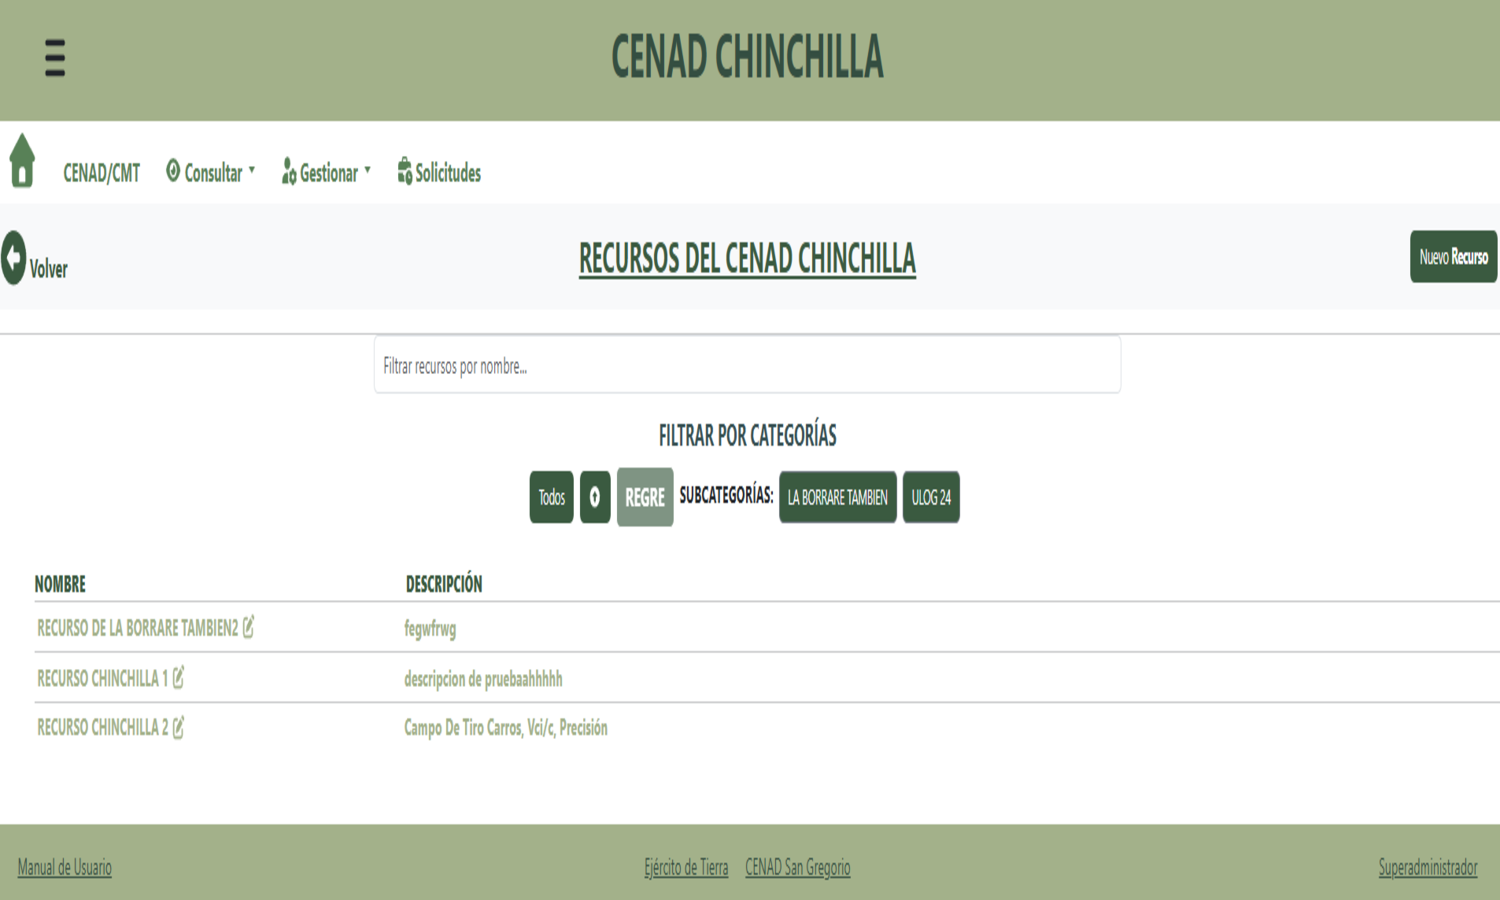 CENAD CHINCHILLA
CENAD/CMT Consultar Gestionar Solicitudes
Volver
RECURSOS DEL CENAD CHINCHILLA
Nuevo Recurso
Filtrar recursos por nombre...
FILTRAR POR CATEGORÍAS
Todos REGRE SUBCATEGORÍAS: LA BORRARE TAMBIEN ULOG 24
NOMBRE DESCRIPCIÓN
RECURSO DE LA BORRARE TAMBIEN2 fegwfrwg
RECURSO CHINCHILLA 1 descripcion de pruebaahhhhh
RECURSO CHINCHILLA 2 Campo De Tiro Carros, Vci/c, Precisión
Manual de Usuario Ejército de Tierra CENAD San Gregorio Superadministrador